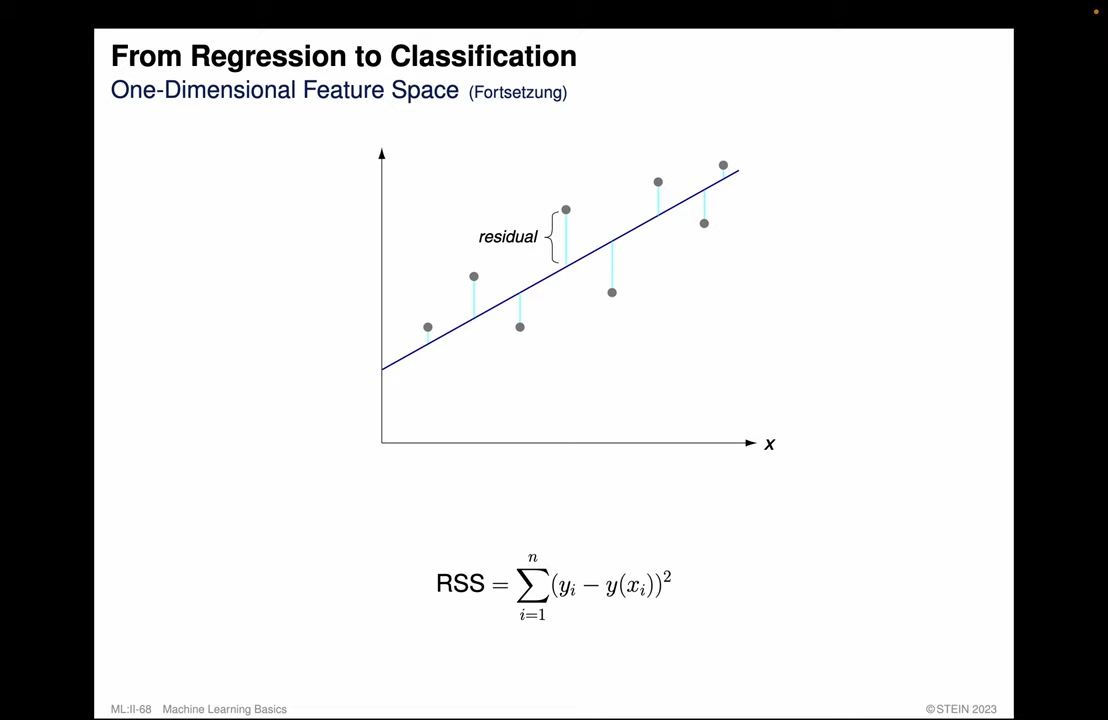 From Regression to Classification
One-Dimensional Feature Space (Fortsetzung)
residual
x
RSS = \sum_{i=1}^{n} (y_i − y(x_i))^2
ML:II-68 Machine Learning Basics
© STEIN 2023